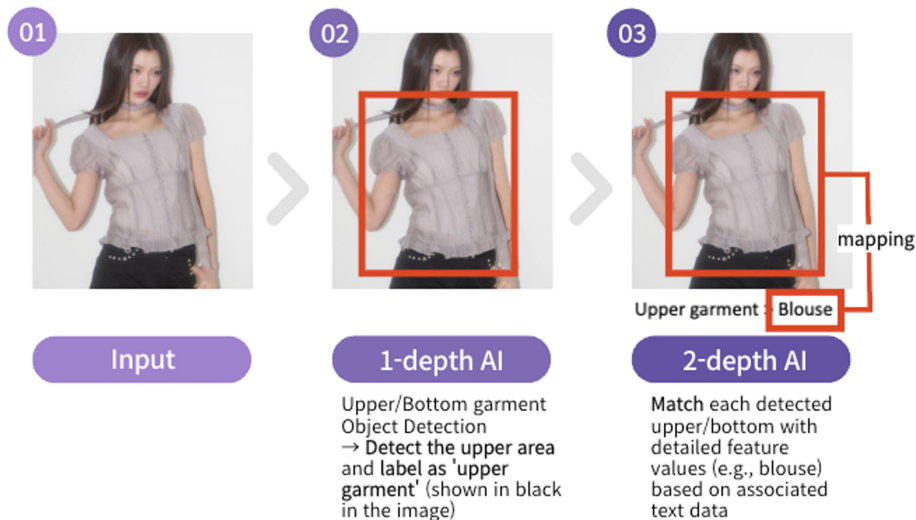 01
02
03
mapping
Upper garment : Blouse
Input
1-depth AI
2-depth AI
Upper/Bottom garment
Object Detection
→ Detect the upper area
and label as 'upper
garment' (shown in black
in the image)
Match each detected
upper/bottom with
detailed feature
values (e.g., blouse)
based on associated
text data